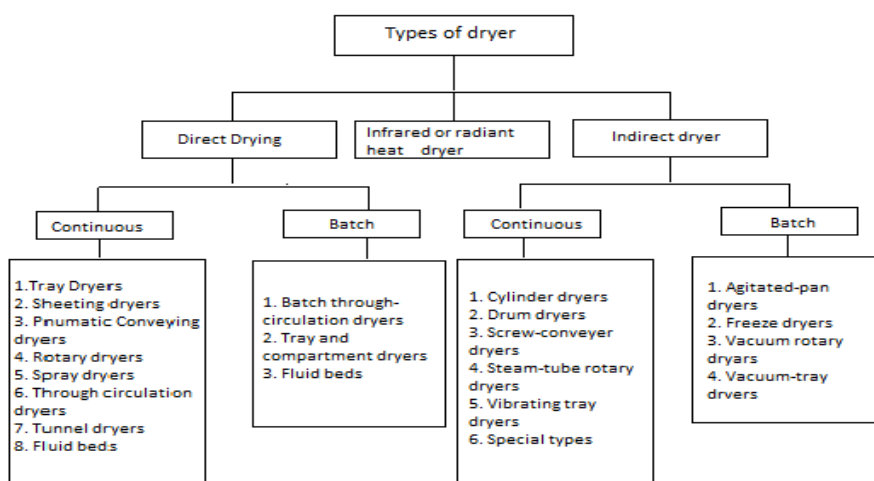 Types of dryer
Direct Drying
Infrared or radiant
heat dryer
Indirect dryer
Continuous
Batch
Continuous
Batch
1.Tray Dryers
2. Sheeting dryers
3. Pnumatic Conveying
dryers
4. Rotary dryers
5. Spray dryers
6. Through circulation
dryers
7. Tunnel dryers
8. Fluid beds
1. Batch through-
circulation dryers
2. Tray and
compartment dryers
3. Fluid beds
1. Cylinder dryers
2. Drum dryers
3. Screw-conveyer
dryers
4. Steam-tube rotary
dryers
5. Vibrating tray
dryers
6. Special types
1. Agitated-pan
dryers
2. Freeze dryers
3. Vacuum rotary
dryars
4. Vacuum-tray
dryers